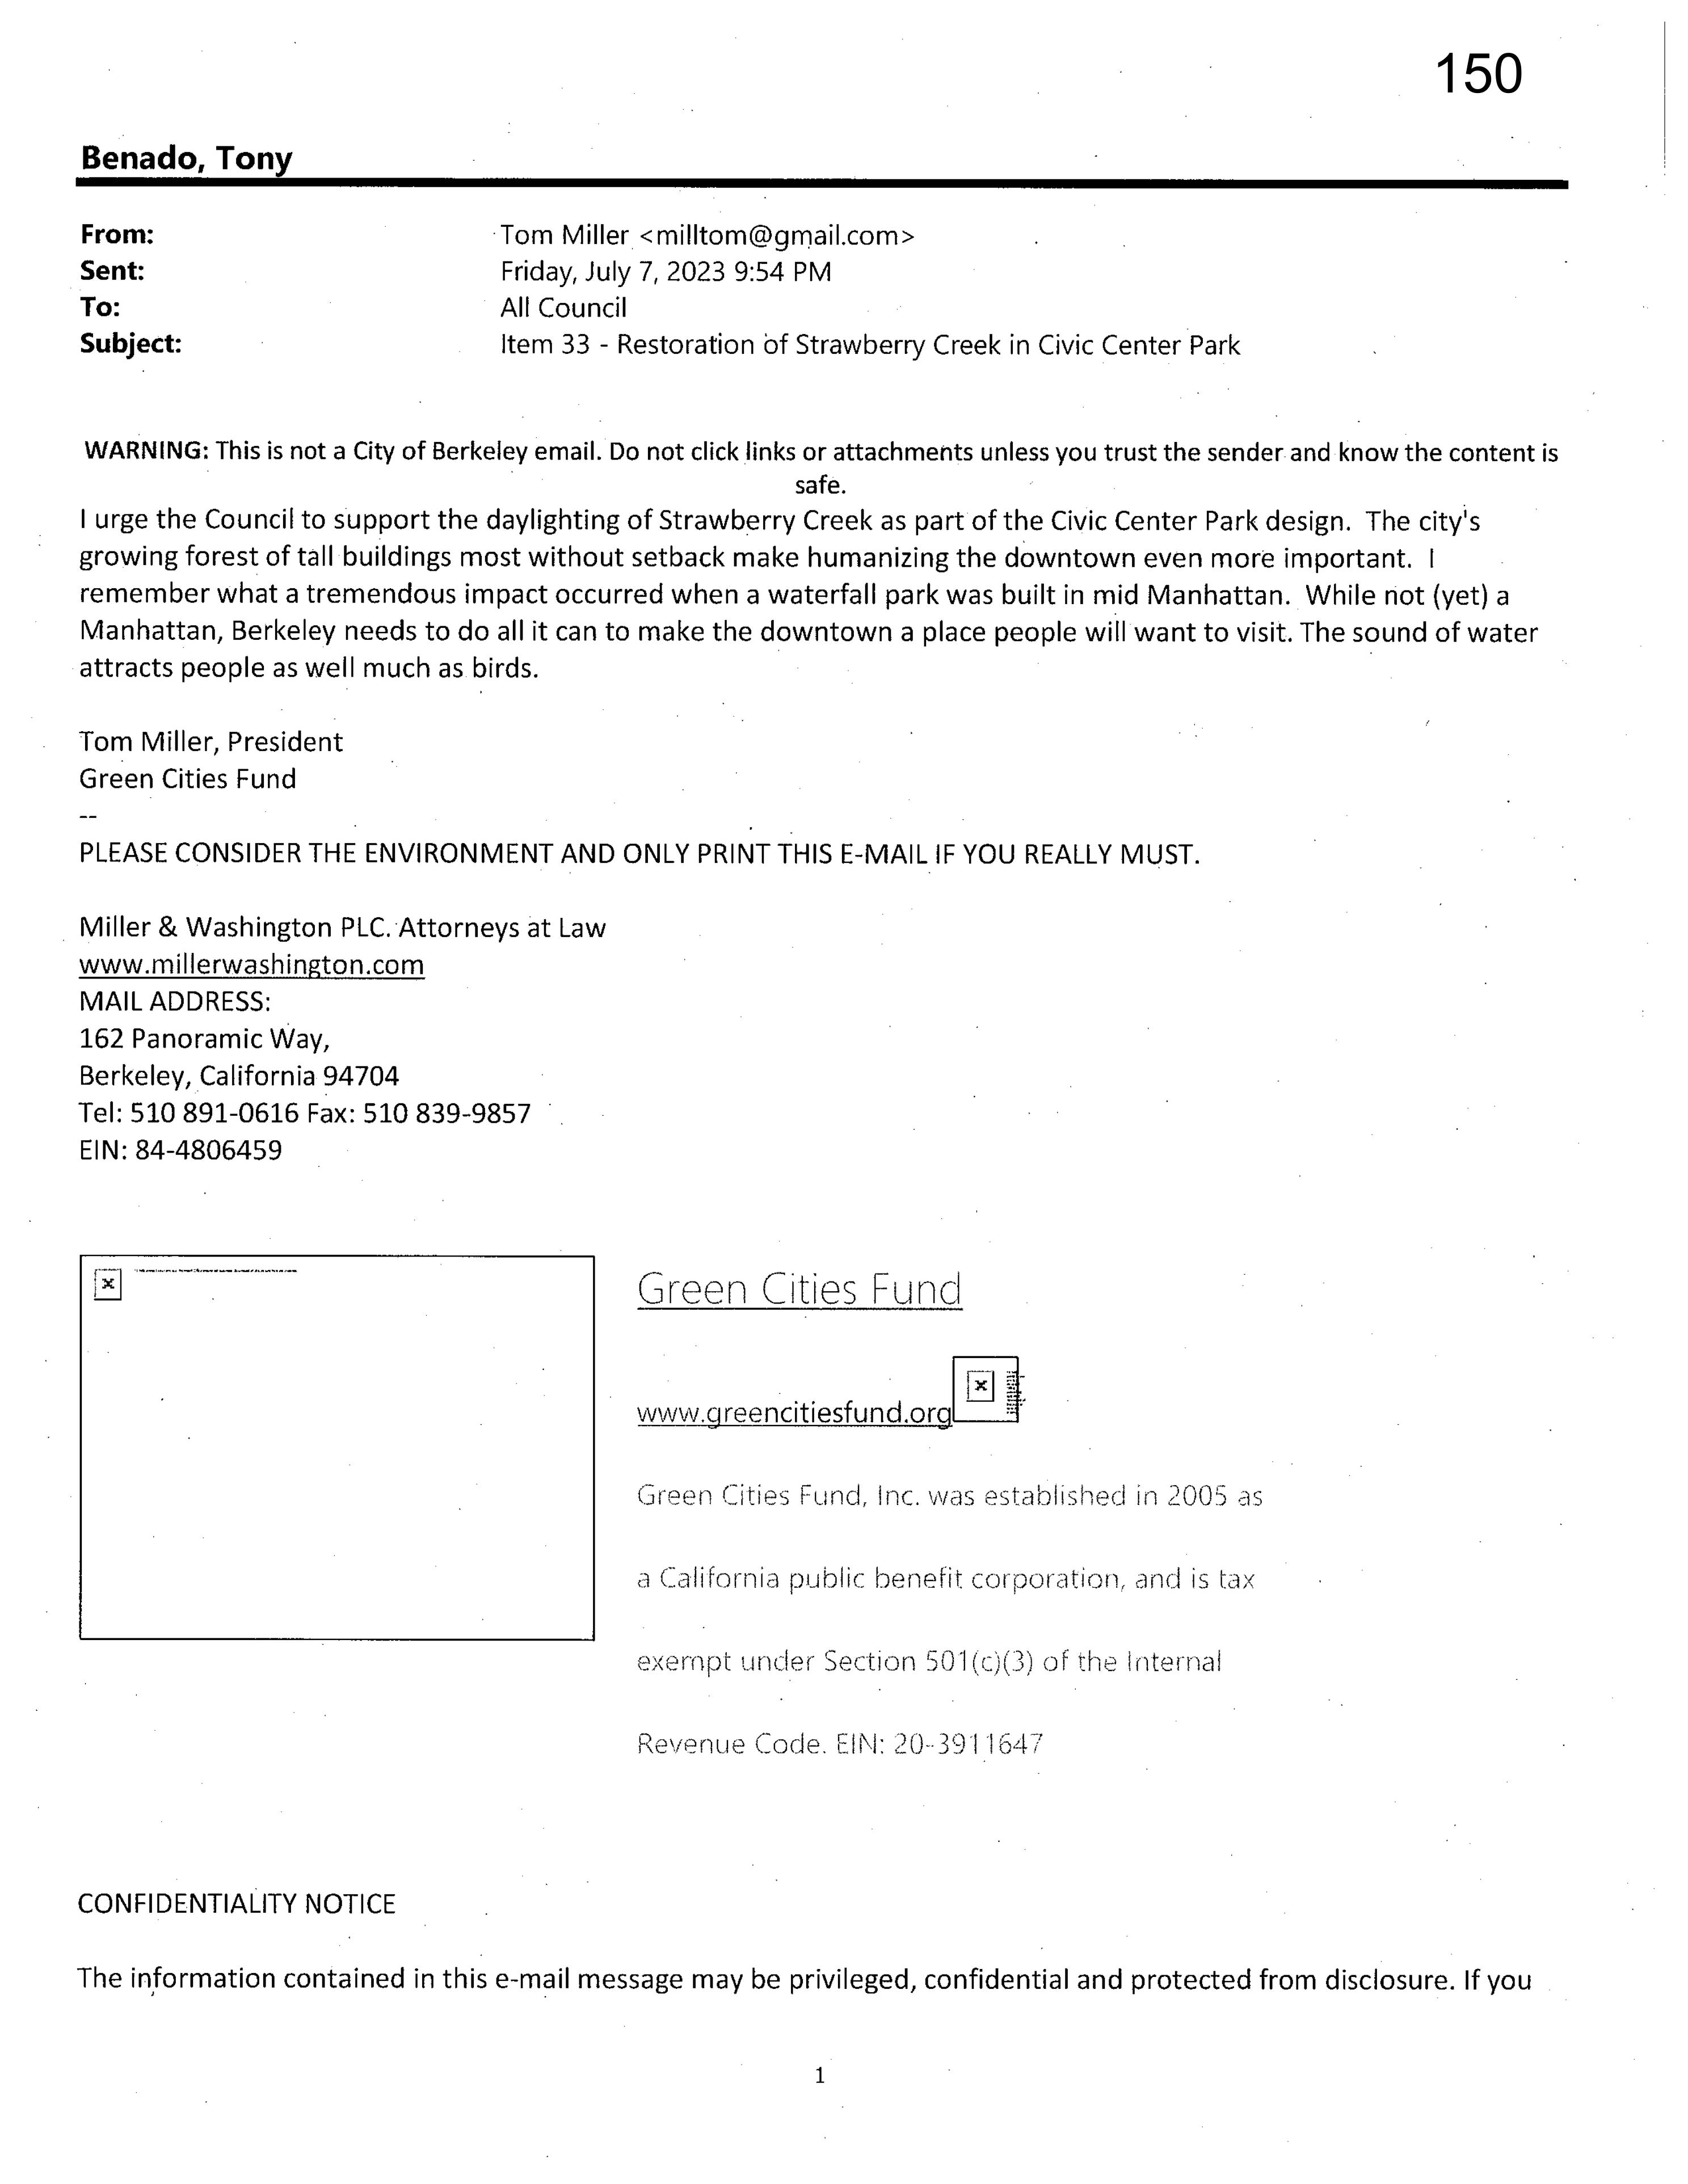 150
Benado, Tony
From: Tom Miller <milltom@gmail.com>
Sent: Friday, July 7, 2023 9:54 PM
To: All Council
Subject: Item 33 - Restoration of Strawberry Creek in Civic Center Park
WARNING: This is not a City of Berkeley email. Do not click links or attachments unless you trust the sender and know the content is
safe.
I urge the Council to support the daylighting of Strawberry Creek as part of the Civic Center Park design.  The city's
growing forest of tall buildings most without setback make humanizing the downtown even more important.  I
remember what a tremendous impact occurred when a waterfall park was built in mid Manhattan.  While not (yet) a
Manhattan, Berkeley needs to do all it can to make the downtown a place people will want to visit. The sound of water
attracts people as well much as birds.
Tom Miller, President
Green Cities Fund
--
PLEASE CONSIDER THE ENVIRONMENT AND ONLY PRINT THIS E-MAIL IF YOU REALLY MUST.
Miller & Washington PLC. Attorneys at Law
www.millerwashington.com
MAIL ADDRESS:
162 Panoramic Way,
Berkeley, California 94704
Tel: 510 891-0616 Fax: 510 839-9857
EIN: 84-4806459
Green Cities Fund
www.greencitiesfund.org
Green Cities Fund, Inc. was established in 2005 as
a California public benefit corporation, and is tax
exempt under Section 501(c)(3) of the Internal
Revenue Code. EIN: 20-3911647
CONFIDENTIALITY NOTICE
The information contained in this e-mail message may be privileged, confidential and protected from disclosure. If you
1